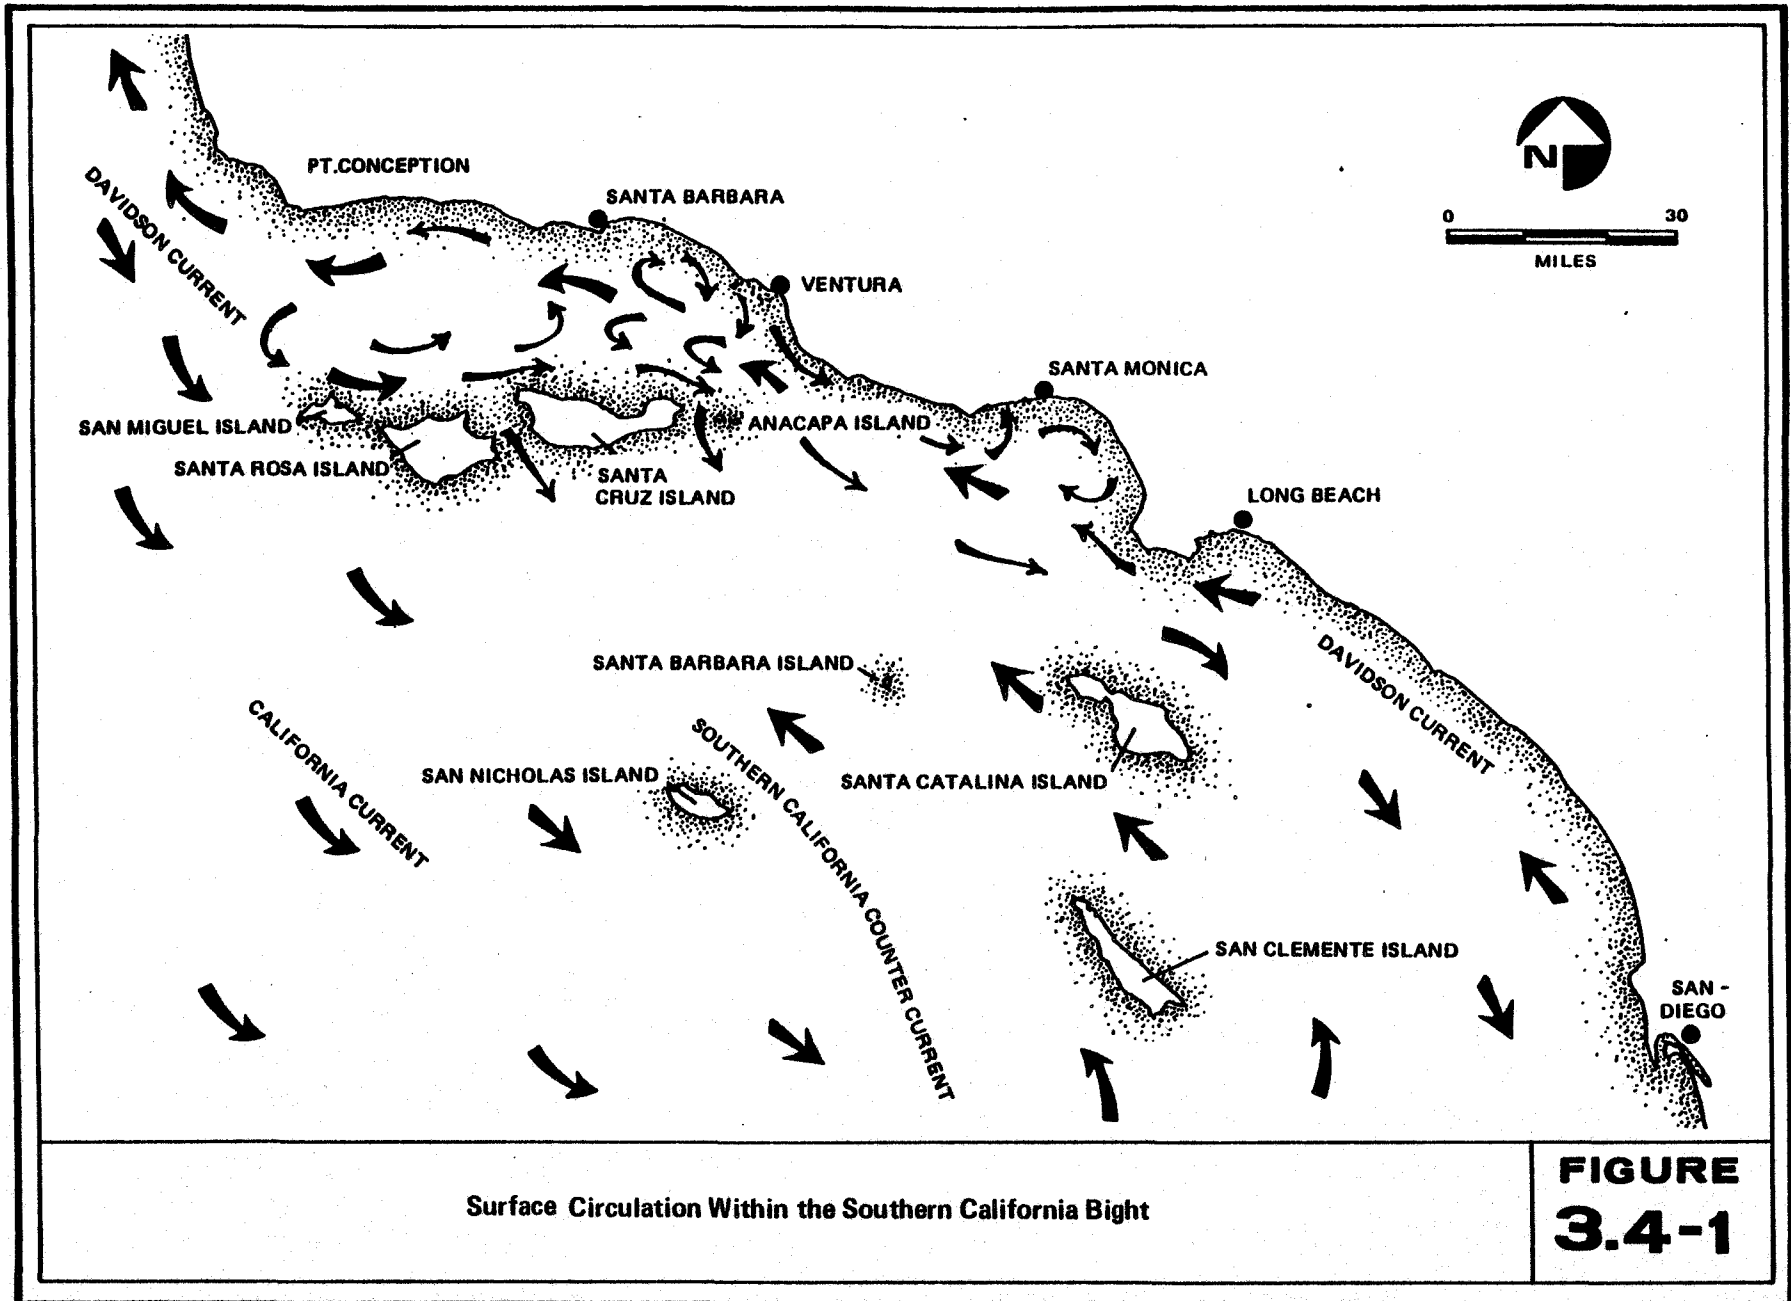 PT. CONCEPTION
SANTA BARBARA
DAVIDSON CURRENT
VENTURA
N
0 30
MILES
SANTA MONICA
SAN MIGUEL ISLAND
ANACAPA ISLAND
SANTA ROSA ISLAND
SANTA
CRUZ ISLAND
LONG BEACH
SANTA BARBARA ISLAND
DAVIDSON CURRENT
CALIFORNIA CURRENT
SAN NICHOLAS ISLAND
SOUTHERN CALIFORNIA COUNTER CURRENT
SANTA CATALINA ISLAND
SAN CLEMENTE ISLAND
SAN -
DIEGO
Surface Circulation Within the Southern California Bight
FIGURE
3.4-1